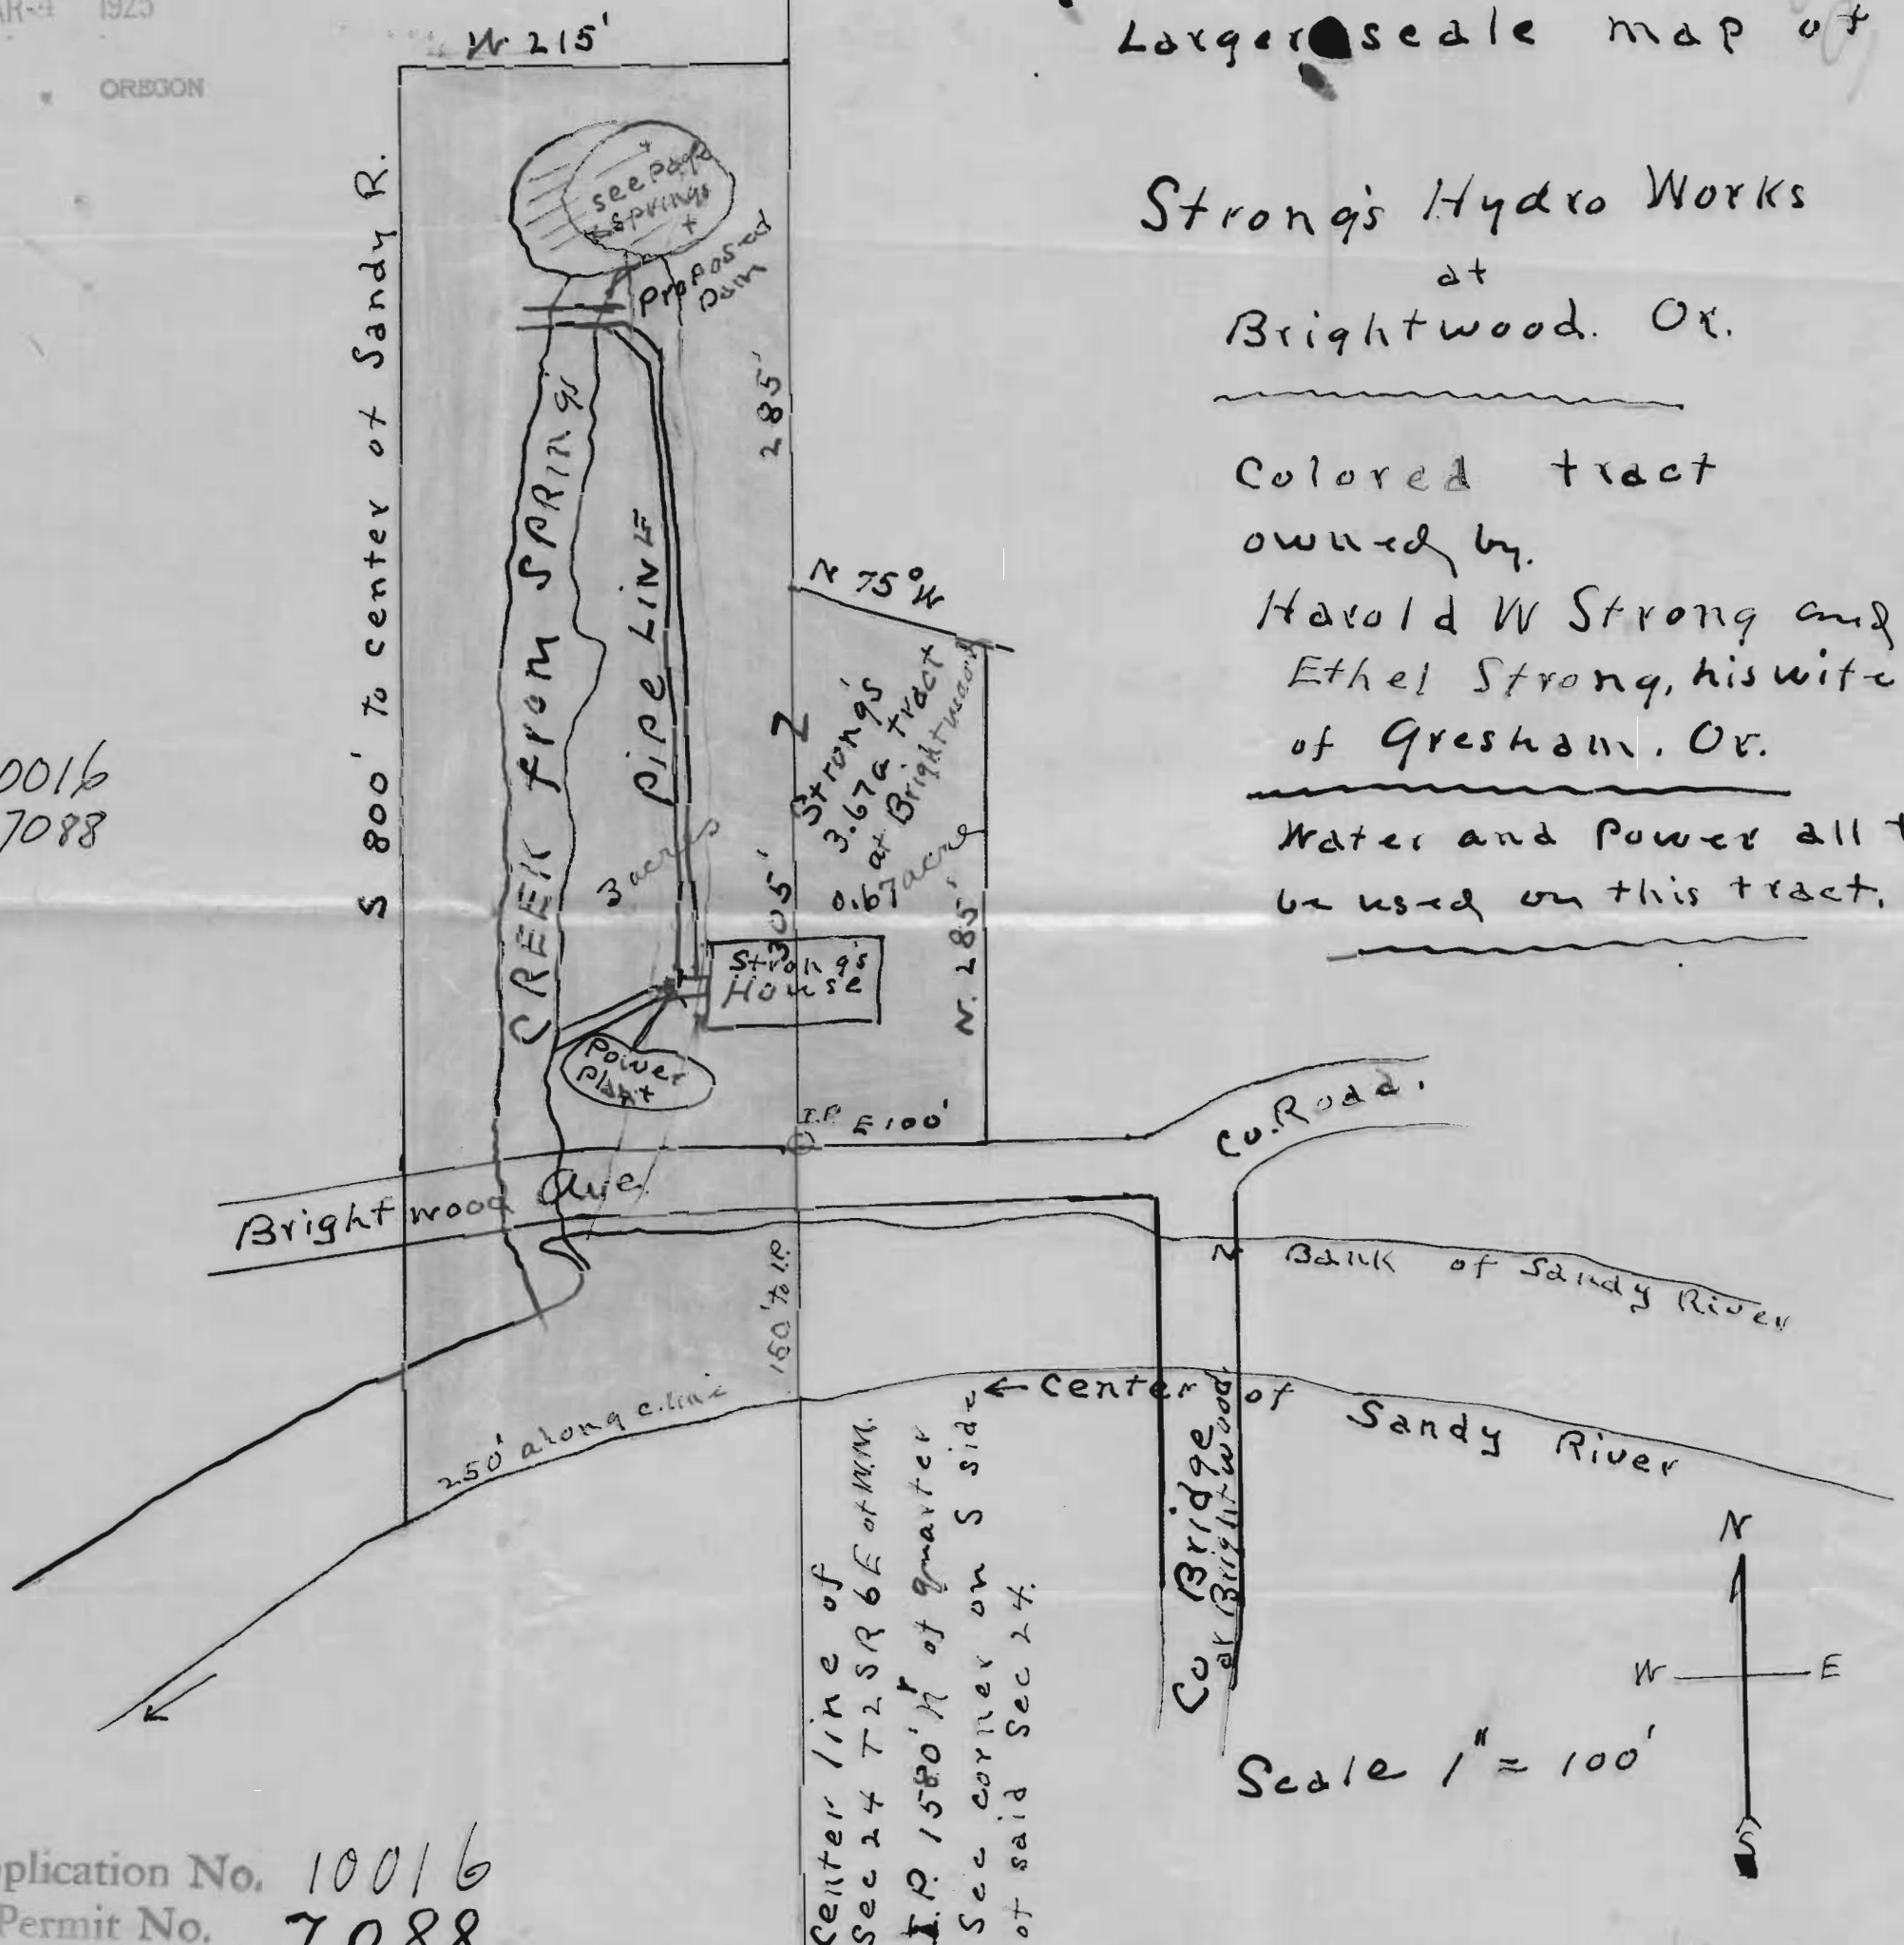 1925
OREGON
W 215'
Larger scale map of
Strong's Hydro Works
at
Brightwood. Or.
Colored tract
owned by.
Harold W Strong and
Ethel Strong, his wife
of Gresham. Or.
Water and Power all t
be used on this tract.
S 800' to center of Sandy R.
seepage
springs
Proposed
Dam
285'
CREEK from SPRINGS
PIPE LINE
N 75° W
Strong's
3.67a tract
at Brightwood
0.67 acre
3 acres
305'
N. 285'
Strong's
House
Power
Plant
I.P. E 100'
Co. Road.
Brightwood Ave
Bank of Sandy River
150' to I.P.
250' along c.line
← Center of Sandy River
Co Bridge
at Brightwood
Center line of
Sec 24 T2S R6E of W.M.
I.P. 1580' N of quarter
Sec corner on S side
of said Sec 24.
N
W E
S
Scale 1" = 100'
0016
7088
plication No. 10016
Permit No. 7088